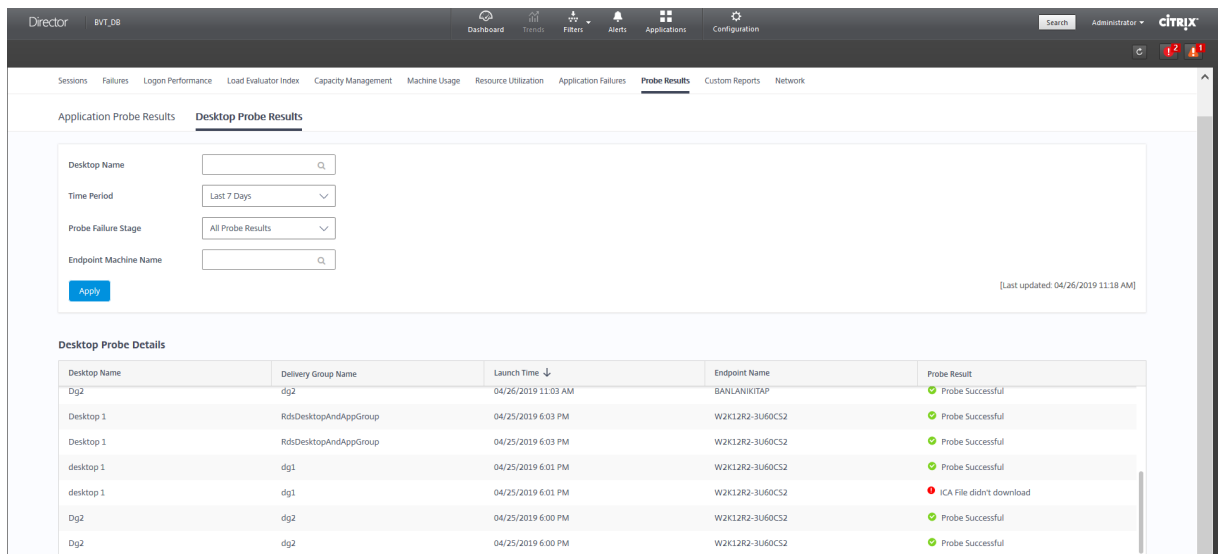 Director BVT_DB Dashboard Trends Filters Alerts Applications Configuration Search Administrator CİTRIX
2 1
Sessions Failures Logon Performance Load Evaluator Index Capacity Management Machine Usage Resource Utilization Application Failures Probe Results Custom Reports Network
Application Probe Results Desktop Probe Results
Desktop Name
Time Period Last 7 Days
Probe Failure Stage All Probe Results
Endpoint Machine Name
Apply [Last updated: 04/26/2019 11:18 AM]
Desktop Probe Details
Desktop Name Delivery Group Name Launch Time Endpoint Name Probe Result
Dg2 dg2 04/26/2019 11:03 AM BANLANIKITAP Probe Successful
Desktop 1 RdsDesktopAndAppGroup 04/25/2019 6:03 PM W2K12R2-3U60CS2 Probe Successful
Desktop 1 RdsDesktopAndAppGroup 04/25/2019 6:03 PM W2K12R2-3U60CS2 Probe Successful
desktop 1 dg1 04/25/2019 6:01 PM W2K12R2-3U60CS2 Probe Successful
desktop 1 dg1 04/25/2019 6:01 PM W2K12R2-3U60CS2 ICA File didn't download
Dg2 dg2 04/25/2019 6:00 PM W2K12R2-3U60CS2 Probe Successful
Dg2 dg2 04/25/2019 6:00 PM W2K12R2-3U60CS2 Probe Successful